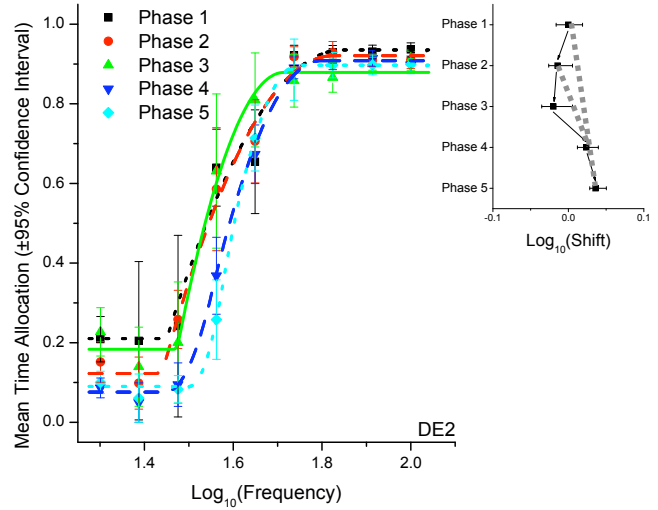 Phase 1
Phase 2
Phase 3
Phase 4
Phase 5
Mean Time Allocation (±95% Confidence Interval)
1.0
0.8
0.6
0.4
0.2
0.0
1.4
1.6
1.8
2.0
Log10(Frequency)
DE2
Phase 1
Phase 2
Phase 3
Phase 4
Phase 5
-0.1
0.0
0.1
Log10(Shift)